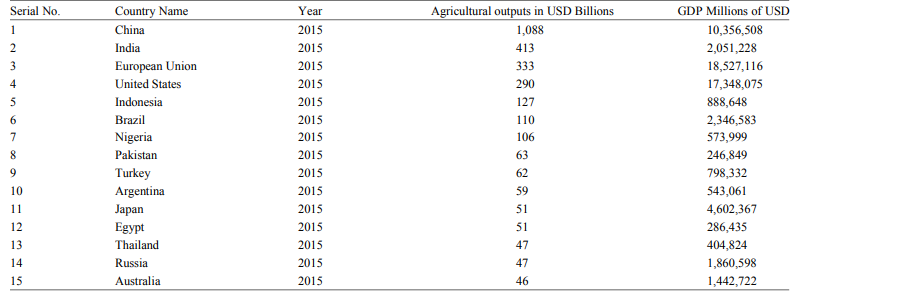 Serial No. Country Name Year Agricultural outputs in USD Billions GDP Millions of USD
1 China 2015 1,088 10,356,508
2 India 2015 413 2,051,228
3 European Union 2015 333 18,527,116
4 United States 2015 290 17,348,075
5 Indonesia 2015 127 888,648
6 Brazil 2015 110 2,346,583
7 Nigeria 2015 106 573,999
8 Pakistan 2015 63 246,849
9 Turkey 2015 62 798,332
10 Argentina 2015 59 543,061
11 Japan 2015 51 4,602,367
12 Egypt 2015 51 286,435
13 Thailand 2015 47 404,824
14 Russia 2015 47 1,860,598
15 Australia 2015 46 1,442,722